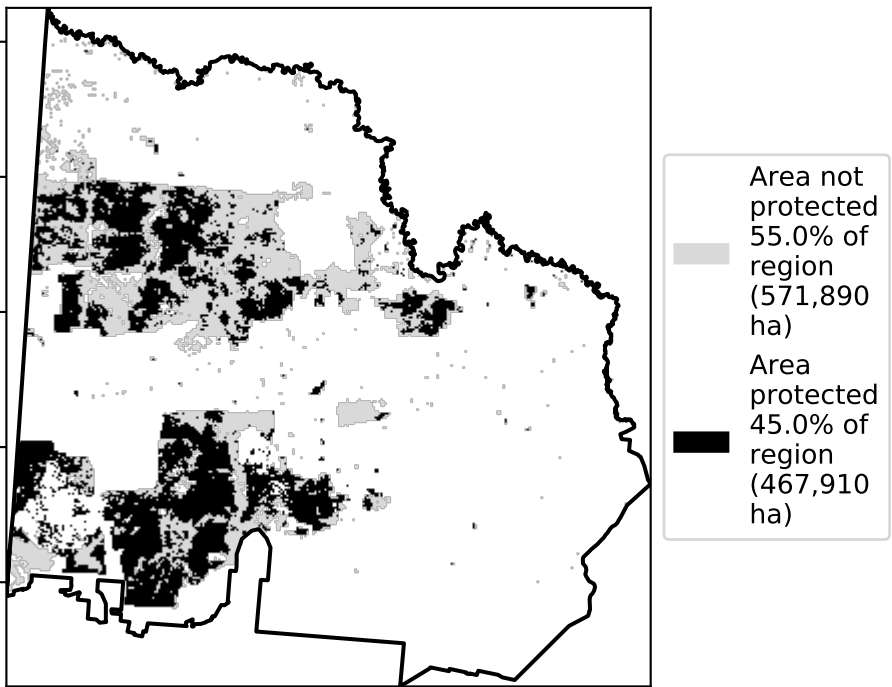 Area not
protected
55.0% of
region
(571,890
ha)
Area
protected
45.0% of
region
(467,910
ha)